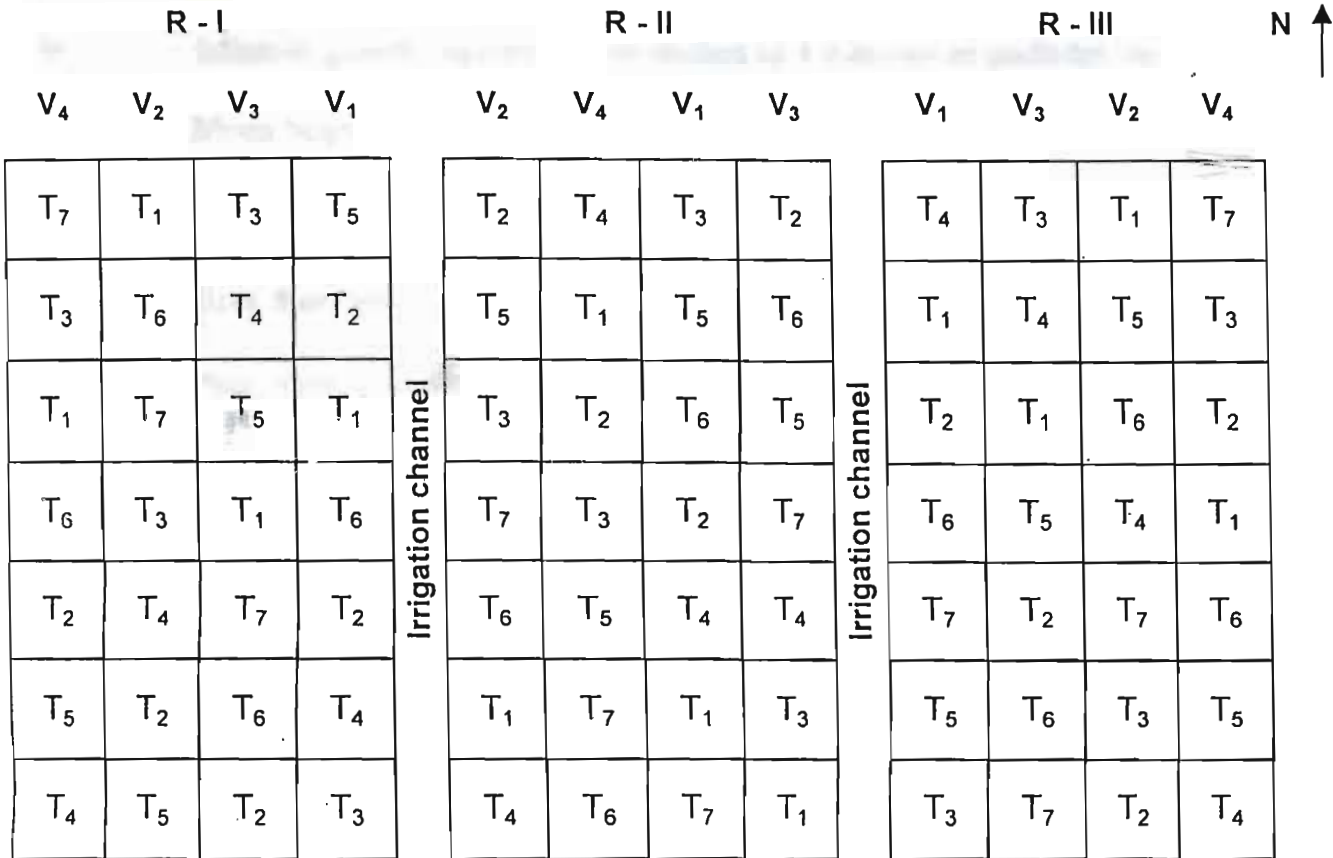 R - I R - II R - III N
V₄ V₂ V₃ V₁ V₂ V₄ V₁ V₃ V₁ V₃ V₂ V₄
T₇ T₁ T₃ T₅ T₂ T₄ T₃ T₂ T₄ T₃ T₁ T₇
T₃ T₆ T₄ T₂ T₅ T₁ T₅ T₆ T₁ T₄ T₅ T₃
T₁ T₇ T₅ T₁ T₃ T₂ T₆ T₅ T₂ T₁ T₆ T₂
T₆ T₃ T₁ T₆ T₇ T₃ T₂ T₇ T₆ T₅ T₄ T₁
T₂ T₄ T₇ T₂ T₆ T₅ T₄ T₄ T₇ T₂ T₇ T₆
T₅ T₂ T₆ T₄ T₁ T₇ T₁ T₃ T₅ T₆ T₃ T₅
T₄ T₅ T₂ T₃ T₄ T₆ T₇ T₁ T₃ T₇ T₂ T₄
Irrigation channel
Irrigation channel